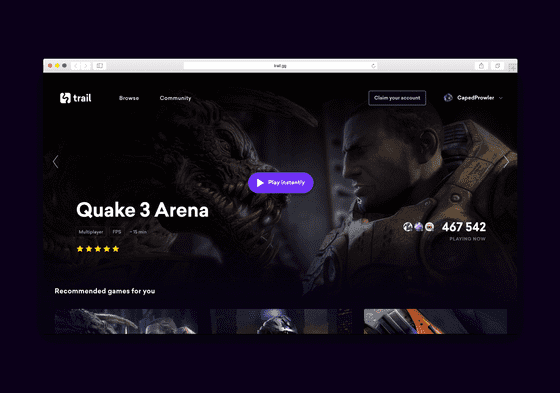 trail.gg
trail
Browse
Community
Claim your account
CapedProwler
Play instantly
Quake 3 Arena
Multiplayer
FPS
~ 15 min
467 542
PLAYING NOW
Recommended games for you